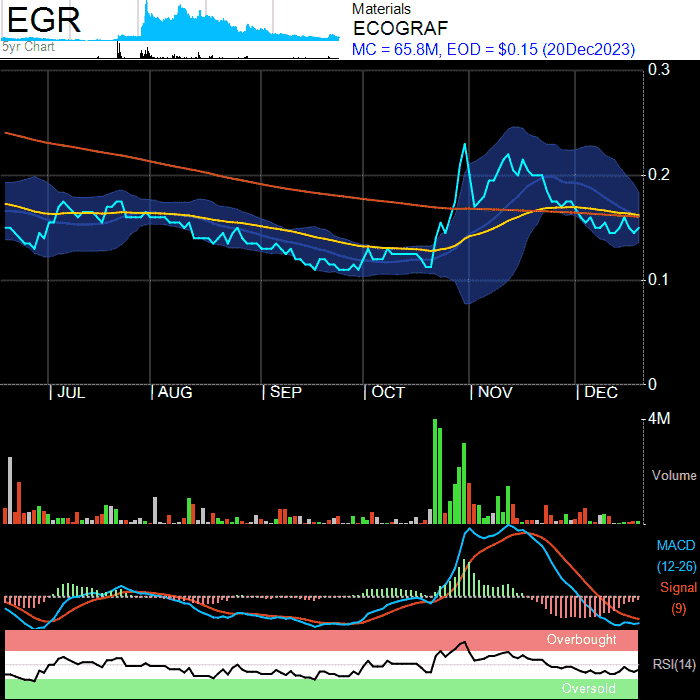 EGR
5yr Chart
Materials
ECOGRAF
MC = 65.8M, EOD = $0.15 (20Dec2023)
0.3
0.2
0.1
0
| JUL | AUG | SEP | OCT | NOV | DEC
4M
Volume
MACD
(12-26)
Signal
(9)
Overbought
RSI(14)
Oversold